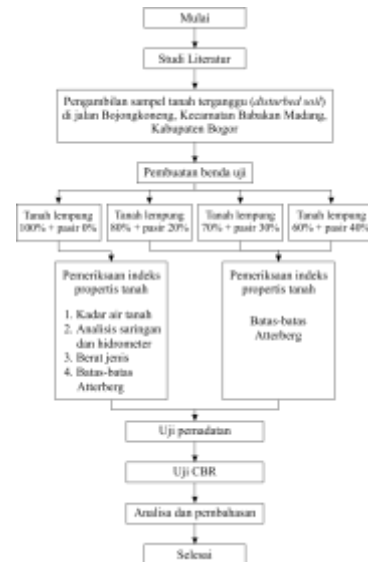 Mulai
Studi Literatur
Pengambilan sampel tanah terganggu (disturbed soil)
di jalan Bojongkoneng, Kecamatan Babakan Madang,
Kabupaten Bogor
Pembuatan benda uji
Tanah lempung
100% + pasir 0%
Tanah lempung
80% + pasir 20%
Tanah lempung
70% + pasir 30%
Tanah lempung
60% + pasir 40%
Pemeriksaan indeks
propertis tanah
1. Kadar air tanah
2. Analisis saringan
dan hidrometer
3. Berat jenis
4. Batas-batas
Atterberg
Pemeriksaan indeks
propertis tanah
Batas-batas
Atterberg
Uji pemadatan
Uji CBR
Analisa dan pembahasan
Selesai